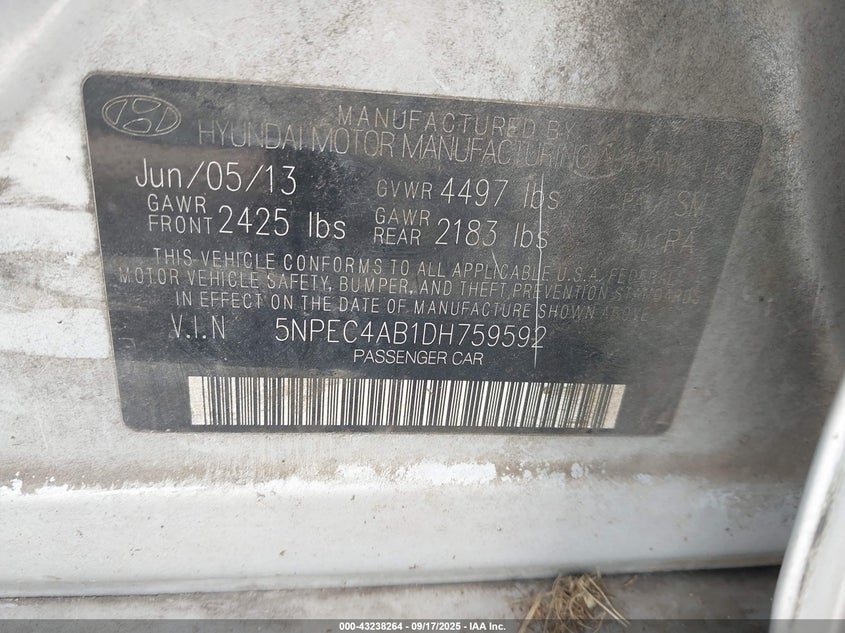 MANUFACTURED BY
HYUNDAI MOTOR MANUFACTURING
Jun/05/13 GVWR 4497 lbs
GAWR FRONT 2425 lbs GAWR REAR 2183 lbs
THIS VEHICLE CONFORMS TO ALL APPLICABLE U.S.A. FEDERAL
MOTOR VEHICLE SAFETY, BUMPER, AND THEFT PREVENTION STANDARDS
IN EFFECT ON THE DATE OF MANUFACTURE SHOWN ABOVE.
V.I.N 5NPEC4AB1DH759592
PASSENGER CAR
000-43238264 - 09/17/2025 - IAA Inc.